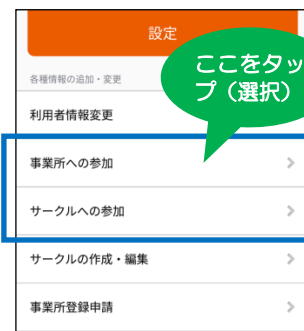 設定
ここをタッ
プ（選択）
各種情報の追加・変更
利用者情報変更
事業所への参加
サークルへの参加
サークルの作成・編集
事業所登録申請